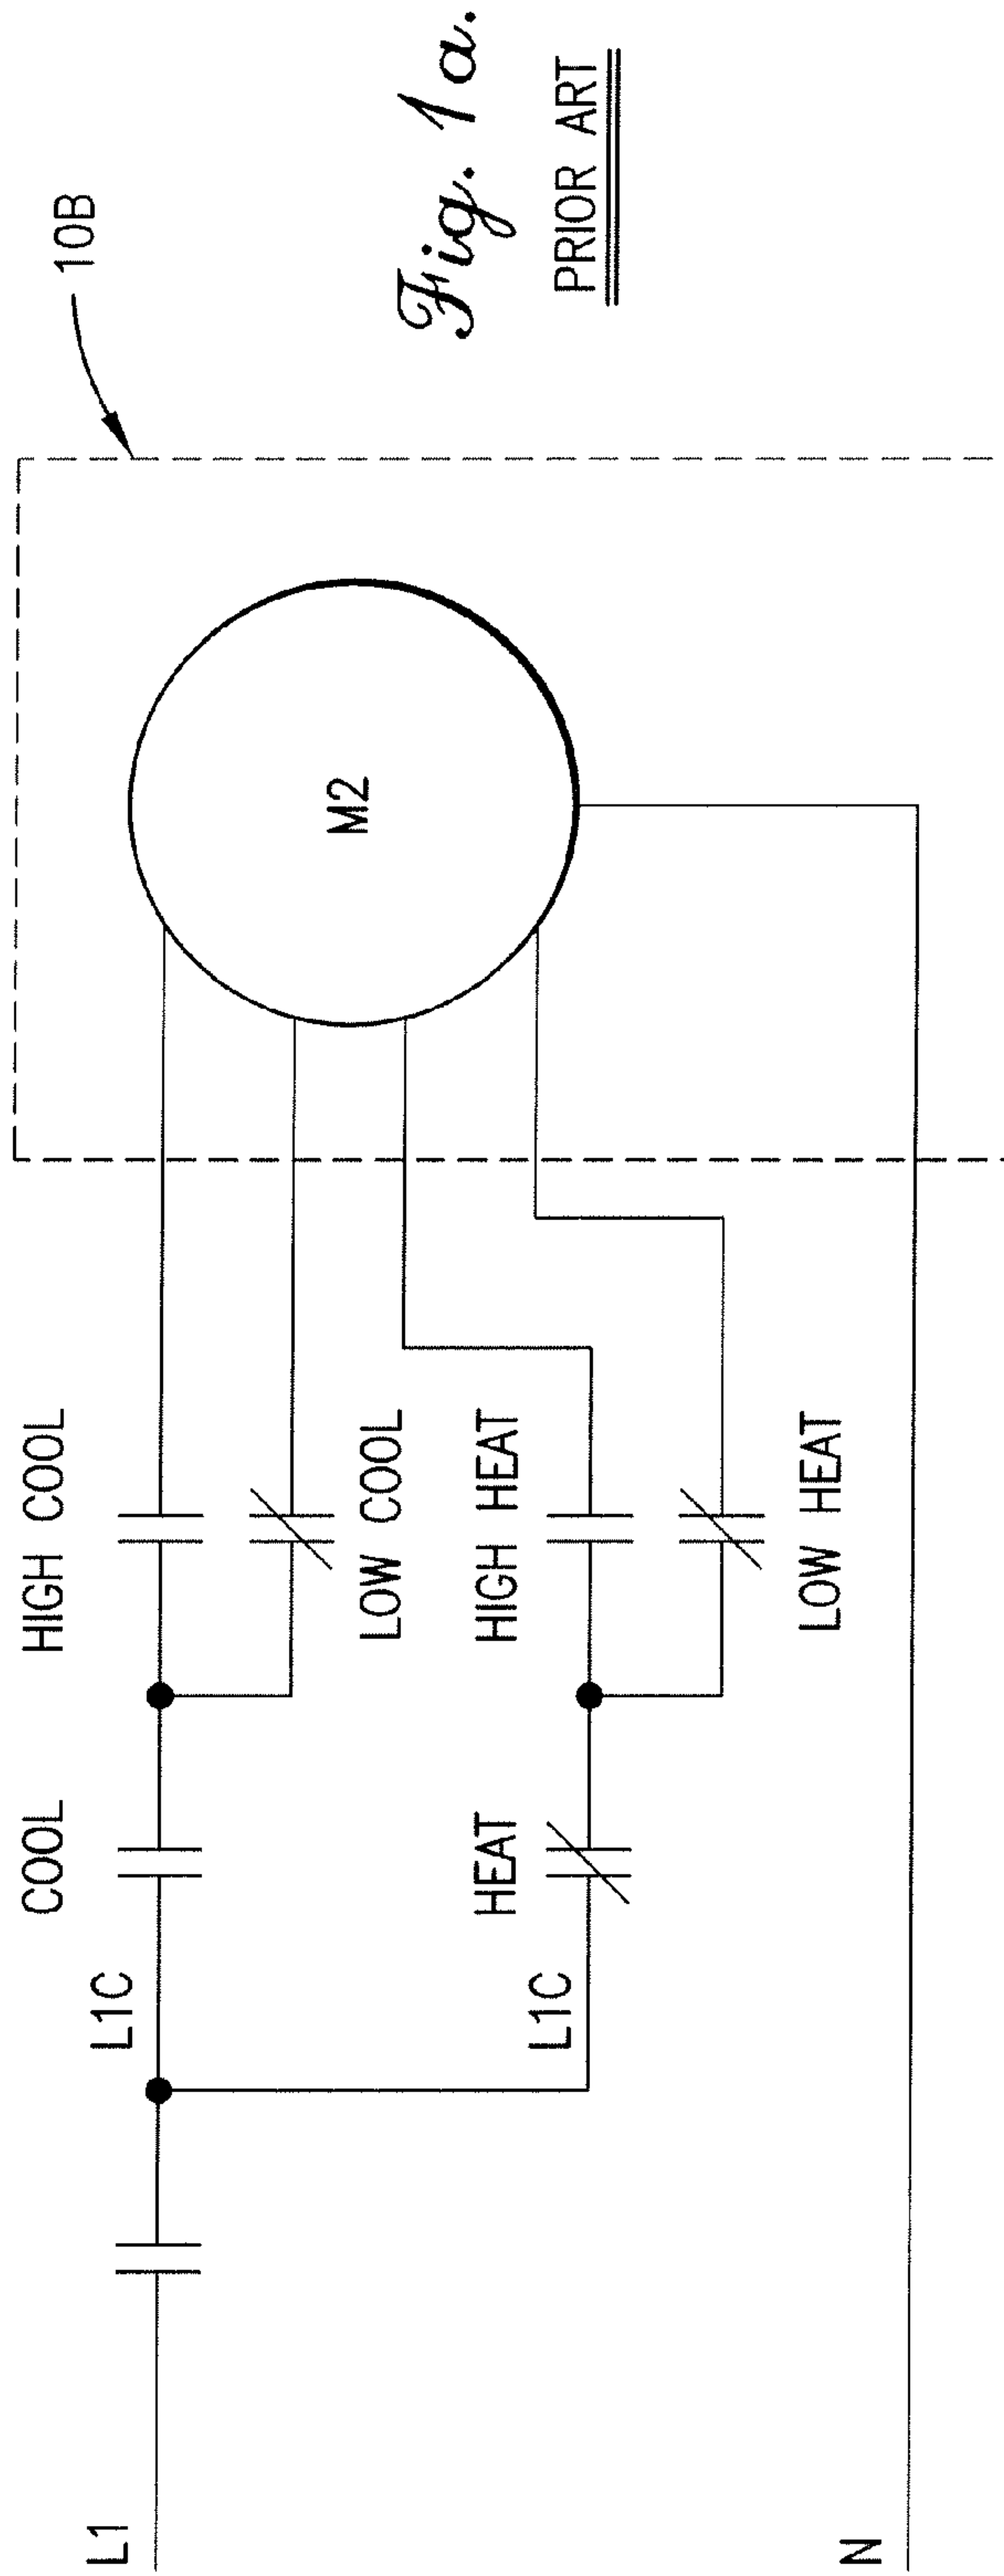 10B
HIGH COOL
COOL
L1C
L1
M2
LOW COOL
HIGH HEAT
HEAT
L1C
LOW HEAT
N
Fig. 1a.
PRIOR ART